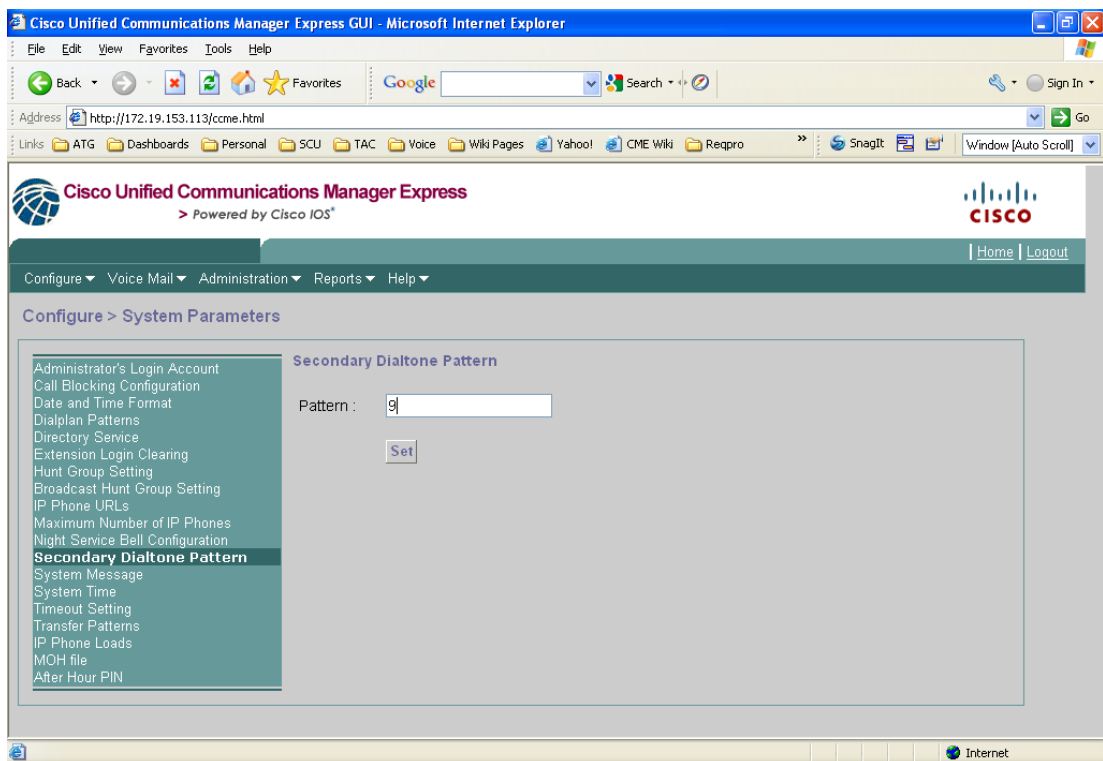 Cisco Unified Communications Manager Express GUI - Microsoft Internet Explorer
File Edit View Favorites Tools Help
Back Favorites Google Search Sign In
Address http://172.19.153.113/ccme.html Go
Links ATG Dashboards Personal SCU TAC Voice Wiki Pages Yahoo! CME Wiki Reqpro » SnagIt Window [Auto Scroll]
Cisco Unified Communications Manager Express
> Powered by Cisco IOS®
CISCO
Home Logout
Configure Voice Mail Administration Reports Help
Configure > System Parameters
Administrator's Login Account
Call Blocking Configuration
Date and Time Format
Dialplan Patterns
Directory Service
Extension Login Clearing
Hunt Group Setting
Broadcast Hunt Group Setting
IP Phone URLs
Maximum Number of IP Phones
Night Service Bell Configuration
Secondary Dialtone Pattern
System Message
System Time
Timeout Setting
Transfer Patterns
IP Phone Loads
MOH file
After Hour PIN
Secondary Dialtone Pattern
Pattern : 9
Set
Internet